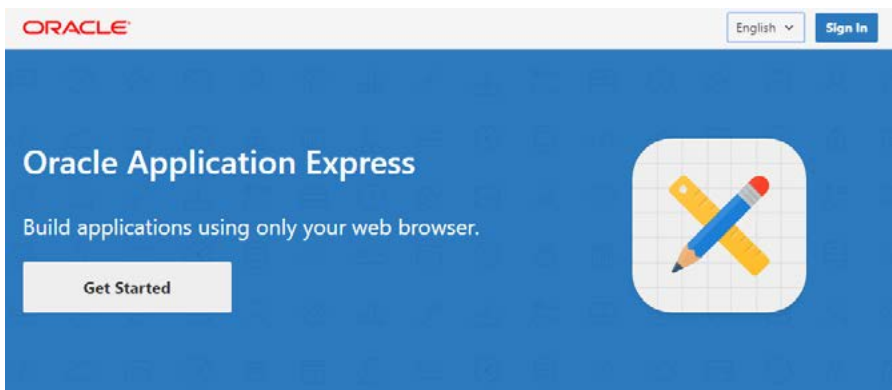 ORACLE
English
Sign In
Oracle Application Express
Build applications using only your web browser.
Get Started